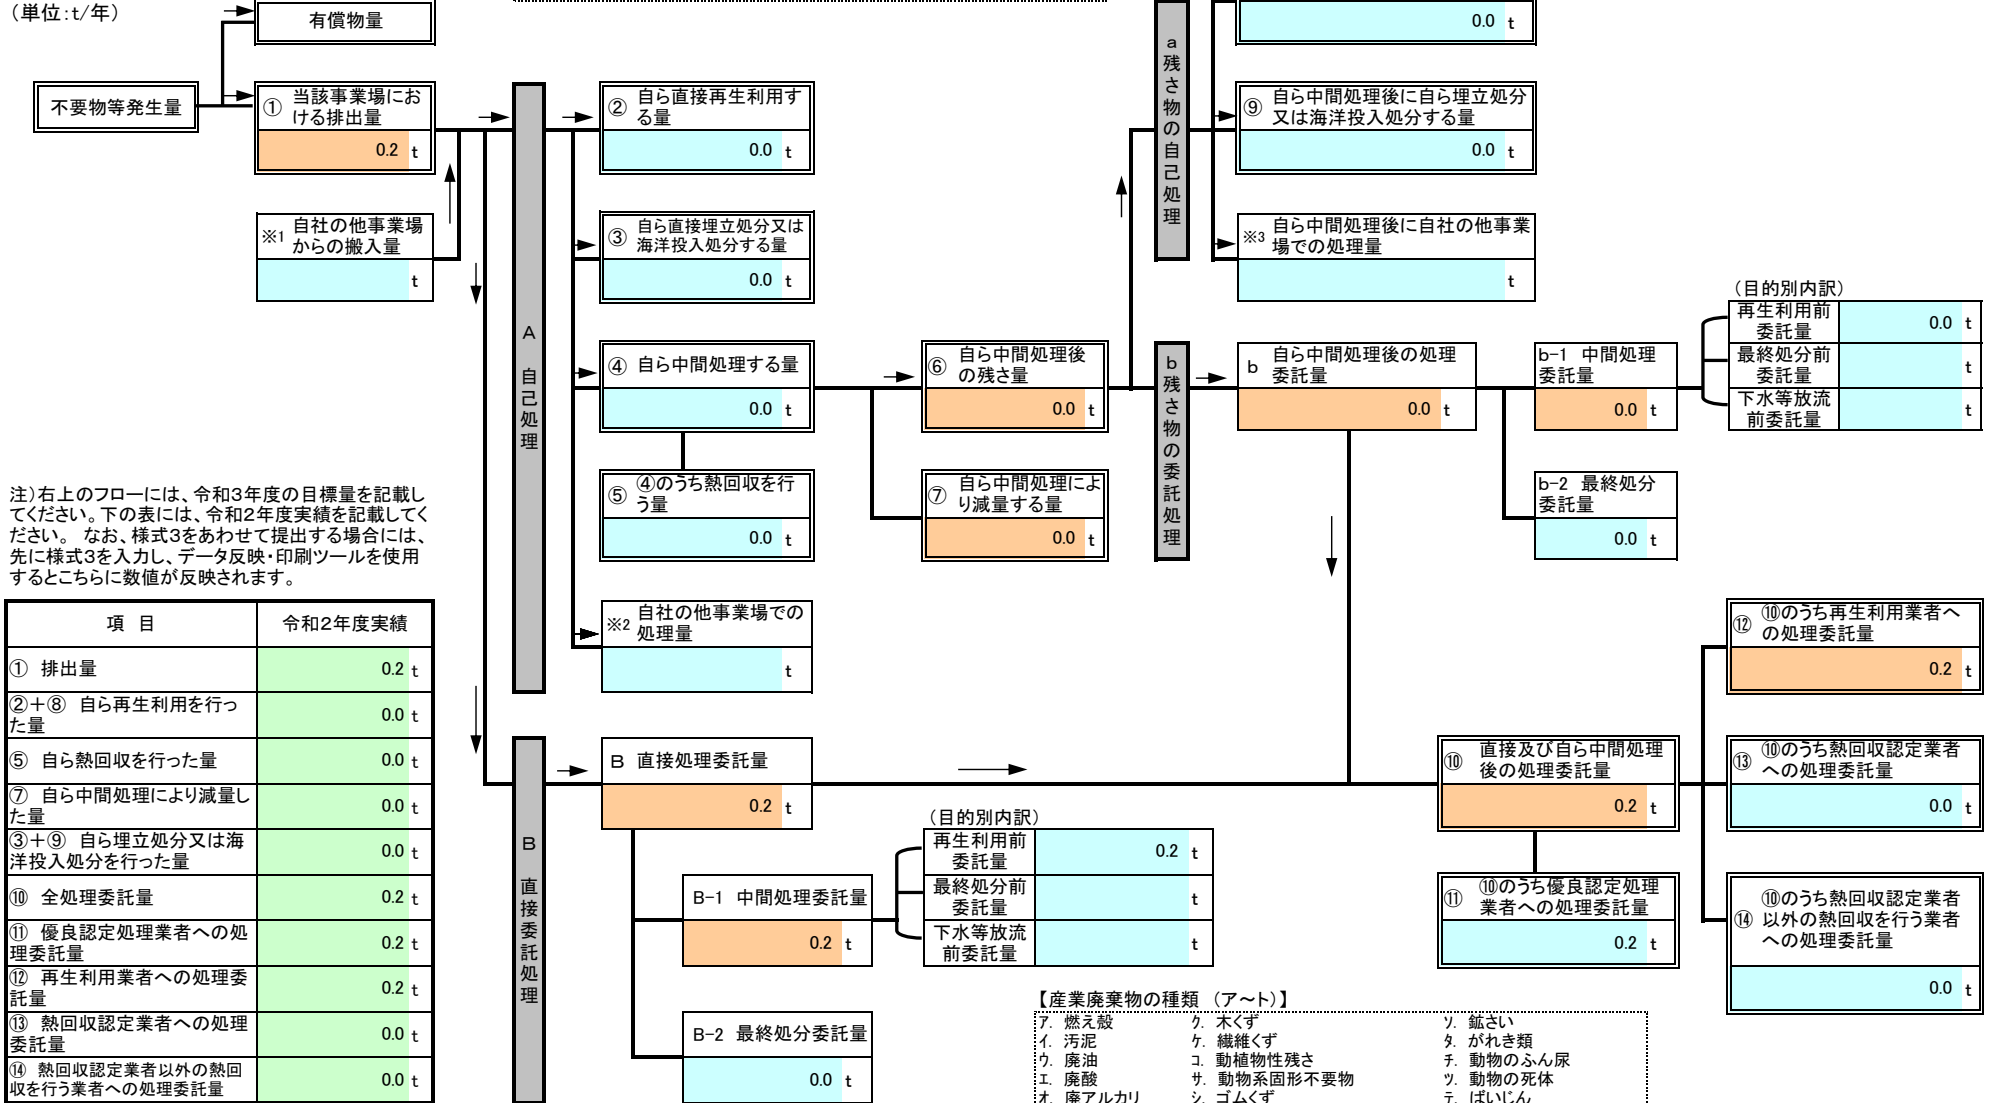 (単位:t/年)
有償物量
不要物等発生量
① 当該事業場にお
ける排出量
0.2 t
※1 自社の他事業場
からの搬入量
t
A 自己処理
② 自ら直接再生利用す
る量
0.0 t
③ 自ら直接埋立処分又は
海洋投入処分する量
0.0 t
④ 自ら中間処理する量
0.0 t
⑤ ④のうち熱回収を行
う量
0.0 t
※2 自社の他事業場での
処理量
t
⑥ 自ら中間処理後
の残さ量
0.0 t
⑦ 自ら中間処理によ
り減量する量
0.0 t
a 残さ物の自己処理
0.0 t
⑨ 自ら中間処理後に自ら埋立処分
又は海洋投入処分する量
0.0 t
※3 自ら中間処理後に自社の他事業
場での処理量
t
b 残さ物の委託処理
b 自ら中間処理後の処理
委託量
0.0 t
b-1 中間処理
委託量
0.0 t
b-2 最終処分
委託量
0.0 t
(目的別内訳)
再生利用前
委託量
0.0 t
最終処分前
委託量
t
下水等放流
前委託量
t
注)右上のフローには、令和3年度の目標量を記載し
てください。下の表には、令和2年度実績を記載してく
ださい。 なお、様式3をあわせて提出する場合には、
先に様式3を入力し、データ反映・印刷ツールを使用
するとこちらに数値が反映されます。
項 目 令和2年度実績
① 排出量 0.2 t
②+⑧ 自ら再生利用を行っ
た量 0.0 t
⑤ 自ら熱回収を行った量 0.0 t
⑦ 自ら中間処理により減量し
た量 0.0 t
③+⑨ 自ら埋立処分又は海
洋投入処分を行った量 0.0 t
⑩ 全処理委託量 0.2 t
⑪ 優良認定処理業者への処
理委託量 0.2 t
⑫ 再生利用業者への処理委
託量 0.2 t
⑬ 熱回収認定業者への処理
委託量 0.0 t
⑭ 熱回収認定業者以外の熱回
収を行う業者への処理委託量 0.0 t
B 直接委託処理
B 直接処理委託量
0.2 t
B-1 中間処理委託量
0.2 t
B-2 最終処分委託量
0.0 t
(目的別内訳)
再生利用前
委託量
0.2 t
最終処分前
委託量
t
下水等放流
前委託量
t
⑩ 直接及び自ら中間処理
後の処理委託量
0.2 t
⑪ ⑩のうち優良認定処理
業者への処理委託量
0.2 t
⑫ ⑩のうち再生利用業者へ
の処理委託量
0.2 t
⑬ ⑩のうち熱回収認定業者
への処理委託量
0.0 t
⑭ ⑩のうち熱回収認定業者
以外の熱回収を行う業者
への処理委託量
0.0 t
【産業廃棄物の種類 (ア~ト)】
ア. 燃え殻 ク. 木くず ソ. 鉱さい
イ. 汚泥 ケ. 繊維くず タ. がれき類
ウ. 廃油 コ. 動植物性残さ チ. 動物のふん尿
エ. 廃酸 サ. 動物系固形不要物 ツ. 動物の死体
オ. 廃アルカリ シ. ゴムくず テ. ばいじん